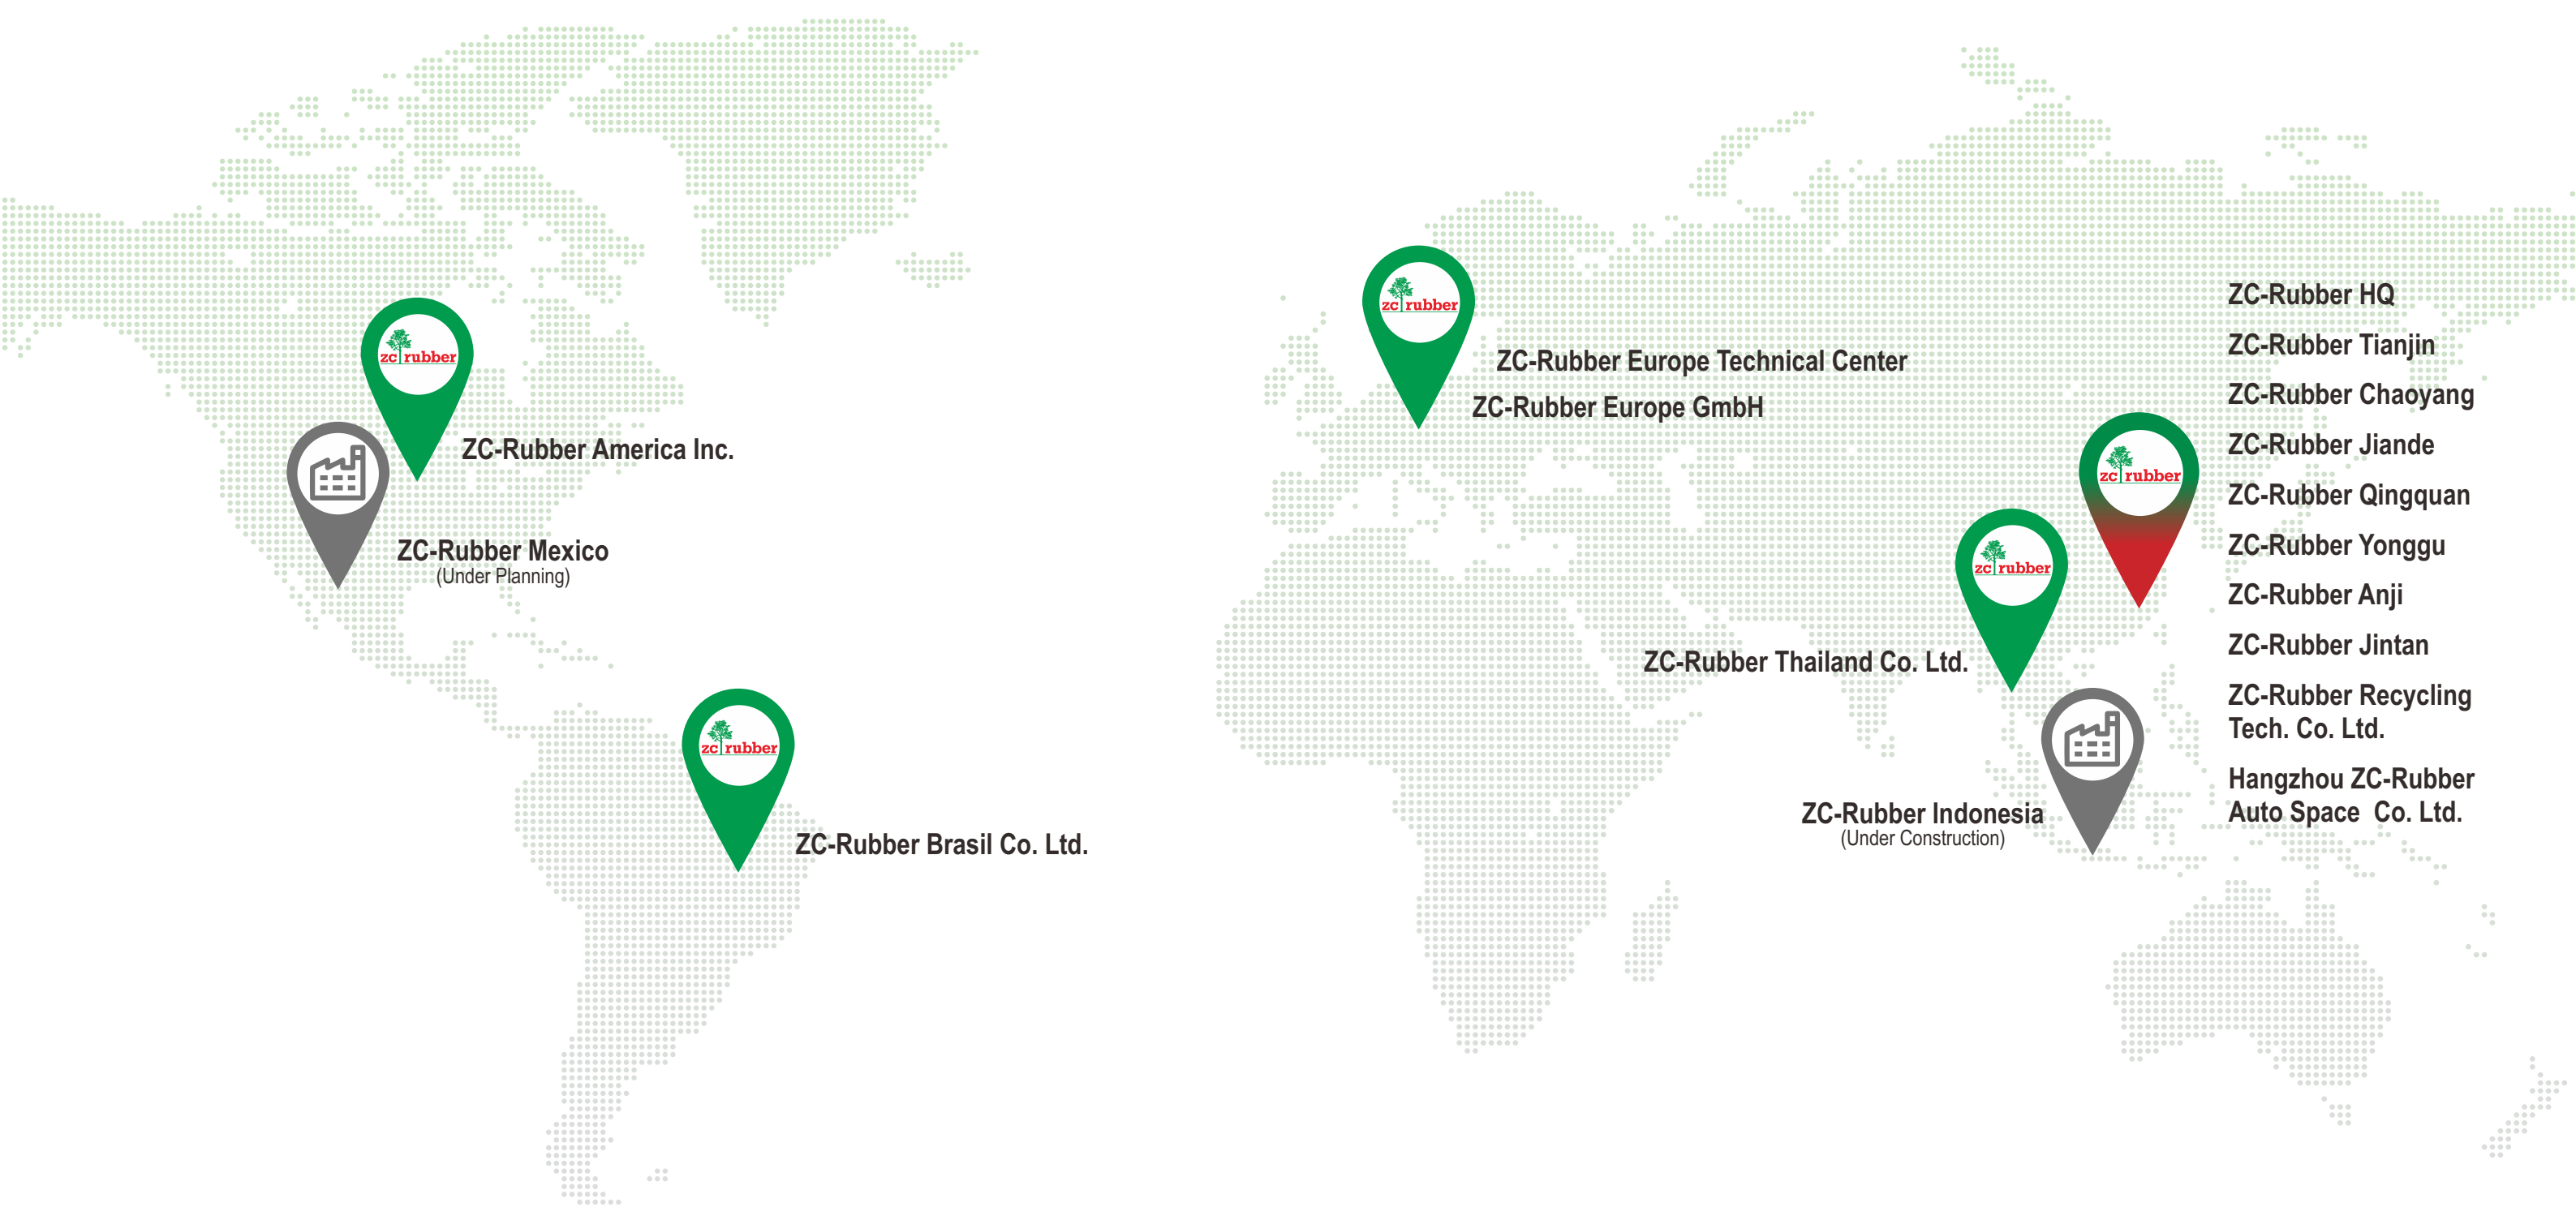 zc rubber
ZC-Rubber America Inc.
ZC-Rubber Mexico
(Under Planning)
zc rubber
ZC-Rubber Brasil Co. Ltd.
zc rubber
ZC-Rubber Europe Technical Center
ZC-Rubber Europe GmbH
zc rubber
ZC-Rubber Thailand Co. Ltd.
ZC-Rubber Indonesia
(Under Construction)
zc rubber
ZC-Rubber HQ
ZC-Rubber Tianjin
ZC-Rubber Chaoyang
ZC-Rubber Jiande
ZC-Rubber Qingquan
ZC-Rubber Yonggu
ZC-Rubber Anji
ZC-Rubber Jintan
ZC-Rubber Recycling
Tech. Co. Ltd.
Hangzhou ZC-Rubber
Auto Space Co. Ltd.